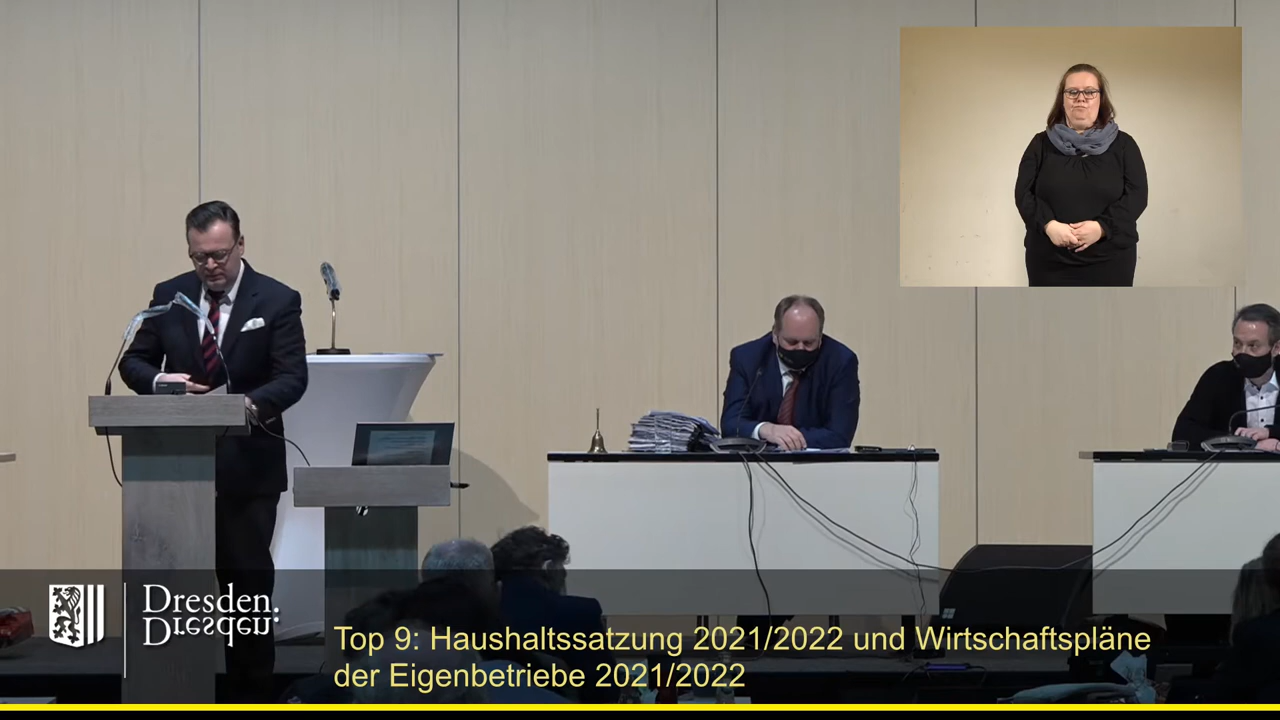 Dresden.
Dresden.
Top 9: Haushaltssatzung 2021/2022 und Wirtschaftspläne
der Eigenbetriebe 2021/2022